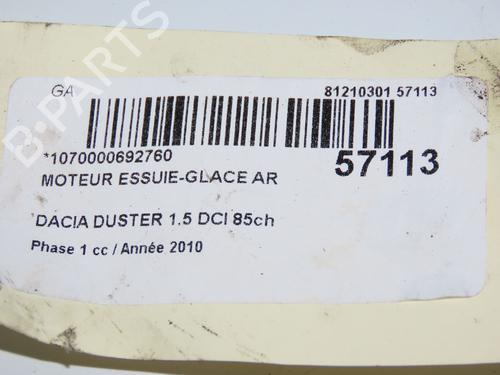 GA
81210301 57113
*1070000692760
57113
MOTEUR ESSUIE-GLACE AR
DACIA DUSTER 1.5 DCI 85ch
Phase 1 cc / Année 2010
B-PARTS